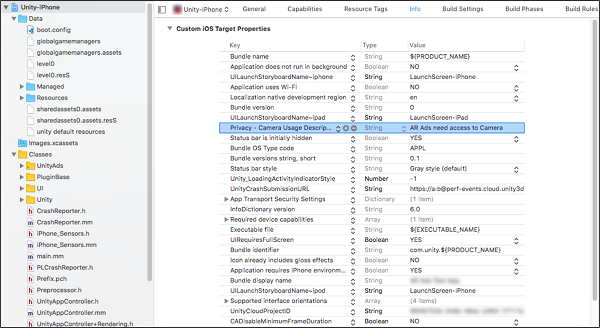 Unity-iPhone
Data
boot.config
globalgamemanagers
globalgamemanagers.assets
level0
level0.resS
Managed
Resources
sharedassets0.assets
sharedassets0.assets.resS
unity default resources
Images.xcassets
Classes
UnityAds
PluginBase
UI
Unity
CrashReporter.h
CrashReporter.mm
iPhone_Sensors.h
iPhone_Sensors.mm
main.mm
PLCrashReporter.h
Prefix.pch
Preprocessor.h
UnityAppController.h
UnityAppController.mm
UnityAppController+Rendering.h
Unity-iPhone General Capabilities Resource Tags Info Build Settings Build Phases Build Rules
Custom iOS Target Properties
Key Type Value
Bundle name String ${PRODUCT_NAME}
Application does not run in background Boolean NO
UILaunchStoryboardName~iphone String LaunchScreen-iPhone
Application uses Wi-Fi Boolean NO
Localization native development region String en
Bundle version String 0
UILaunchStoryboardName~ipad String LaunchScreen-iPad
Privacy - Camera Usage Descrip... String AR Ads need access to Camera
Status bar is initially hidden Boolean YES
Bundle OS Type code String APPL
Bundle versions string, short String 0.1
Status bar style String Gray style (default)
Unity_LoadingActivityIndicatorStyle Number -1
UnityCrashSubmissionURL String https://a:b@perf-events.cloud.unity3d
App Transport Security Settings Dictionary (1 item)
InfoDictionary version String 6.0
Required device capabilities Array (1 item)
Executable file String ${EXECUTABLE_NAME}
UIRequiresFullScreen Boolean YES
Bundle identifier String com.unity.${PRODUCT_NAME}
Icon already includes gloss effects Boolean NO
Application requires iPhone environm... Boolean YES
Bundle display name String
UILaunchStoryboardName~ipod String LaunchScreen-iPhone
Supported interface orientations Array (4 items)
UnityCloudProjectID String
CADisableMinimumFrameDuration Boolean NO